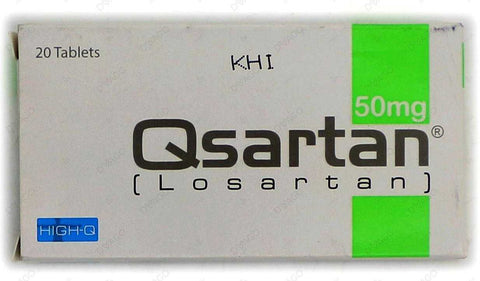 20 Tablets
KHI
50mg
Qsartan®
[Losartan]
HIGH-Q